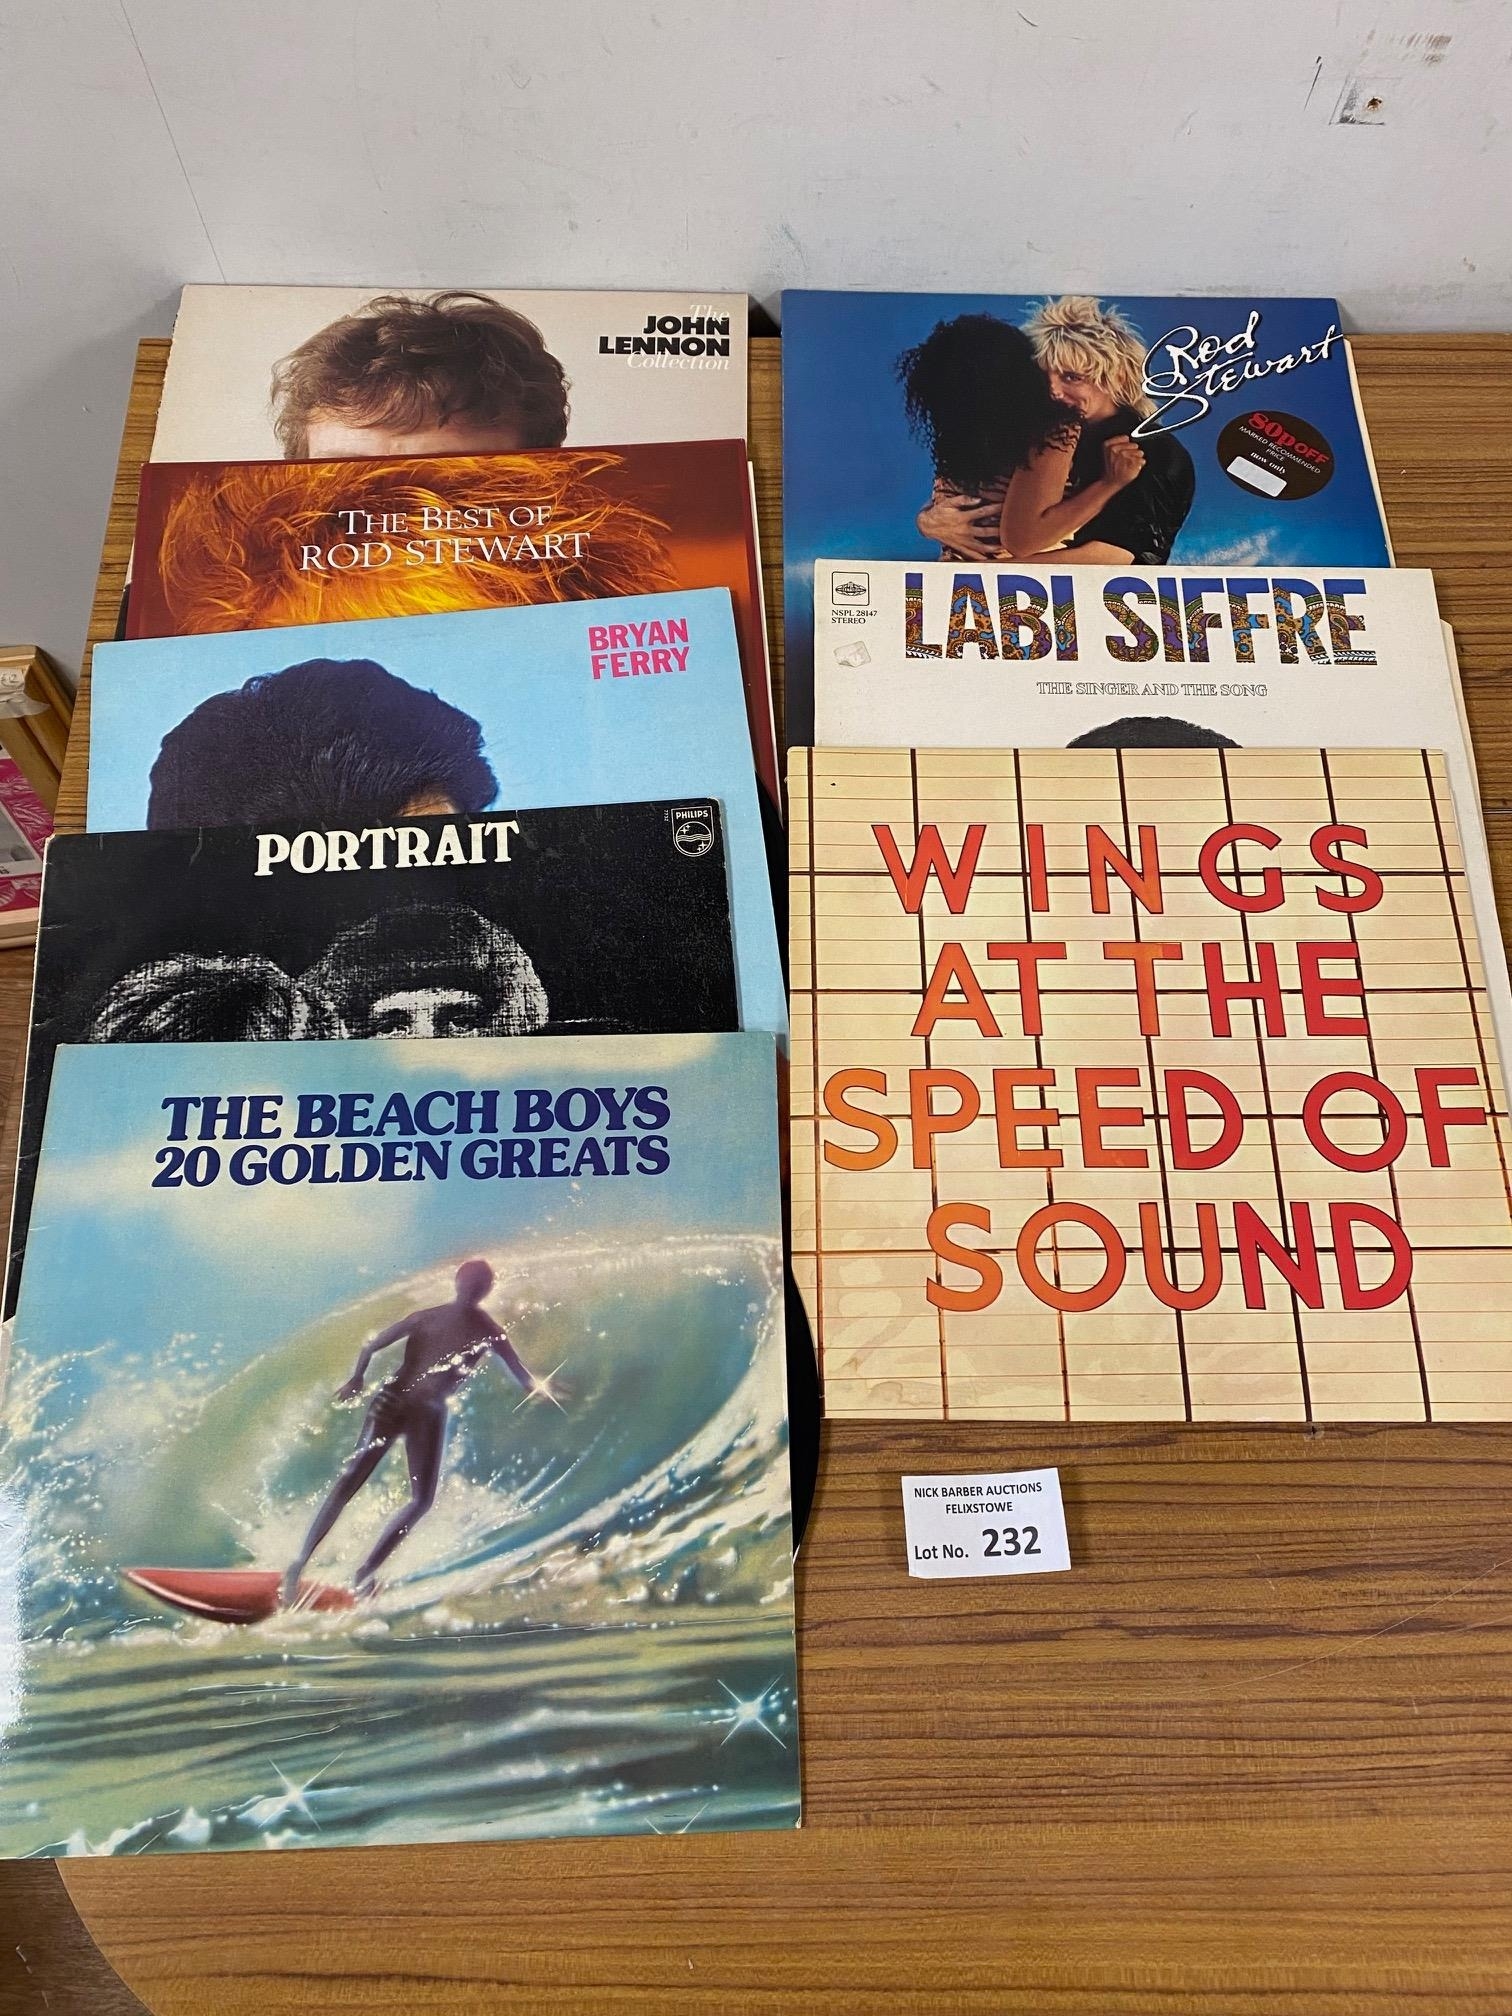 The
JOHN
LENNON
Collection
THE BEST OF
ROD STEWART
BRYAN
FERRY
PORTRAIT
PHILIPS
THE BEACH BOYS
20 GOLDEN GREATS
Rod
Stewart
80p OFF
MARKED RECOMMENDED
PRICE
now only
NSPL 28147
STEREO
LABI SIFFRE
THE SINGER AND THE SONG
WINGS
AT THE
SPEED OF
SOUND
NICK BARBER AUCTIONS
FELIXSTOWE
Lot No. 232